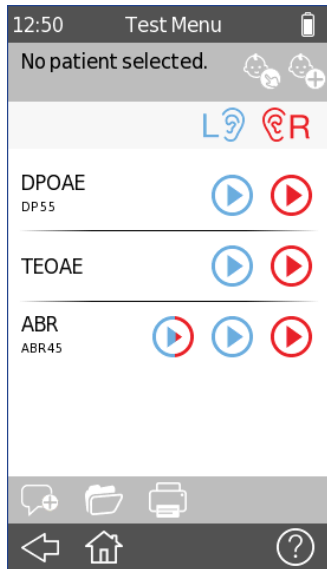 12:50 Test Menu
No patient selected.
L R
DPOAE
DP55
TEOAE
ABR
ABR45
?